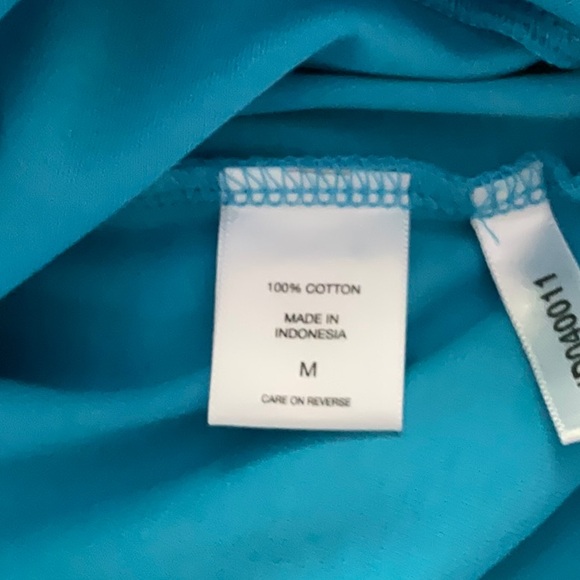 100% COTTON
MADE IN
INDONESIA
M
CARE ON REVERSE